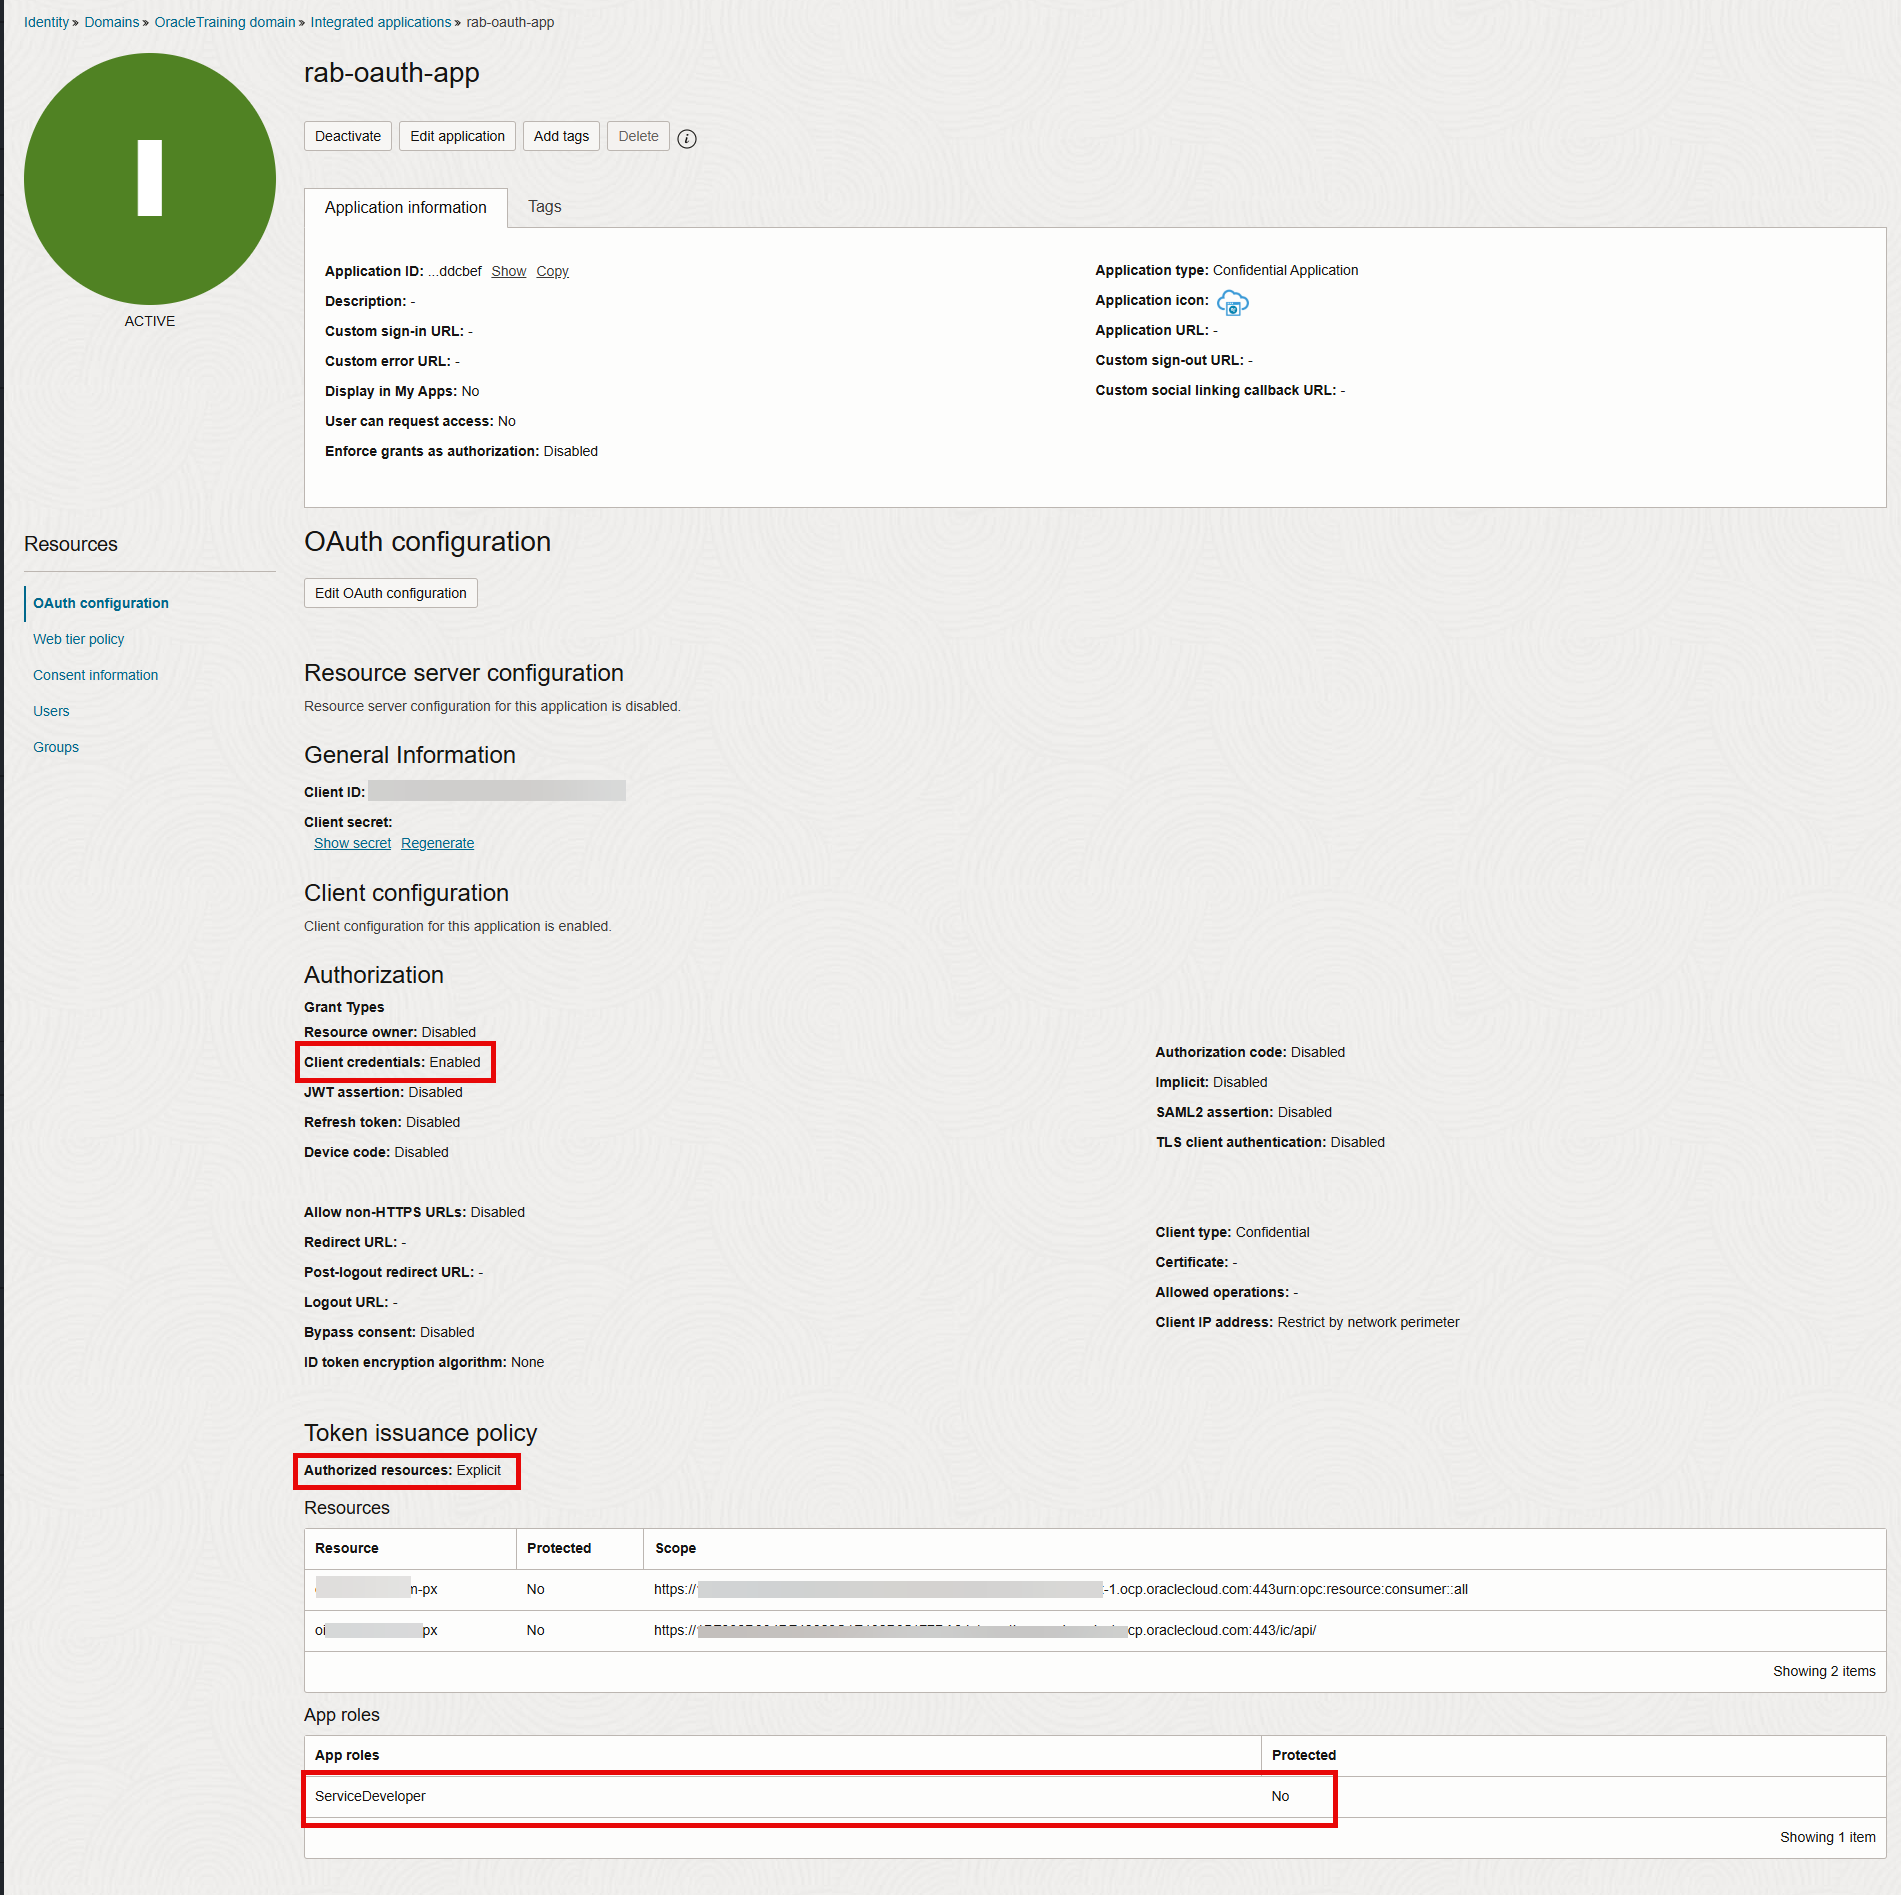 Identity » Domains » OracleTraining domain » Integrated applications » rab-oauth-app
I
ACTIVE
rab-oauth-app
Deactivate Edit application Add tags Delete i
Application information Tags
Application ID: ...ddcbef Show Copy
Description: -
Custom sign-in URL: -
Custom error URL: -
Display in My Apps: No
User can request access: No
Enforce grants as authorization: Disabled
Application type: Confidential Application
Application icon:
Application URL: -
Custom sign-out URL: -
Custom social linking callback URL: -
Resources
OAuth configuration
Web tier policy
Consent information
Users
Groups
OAuth configuration
Edit OAuth configuration
Resource server configuration
Resource server configuration for this application is disabled.
General Information
Client ID:
Client secret:
Show secret Regenerate
Client configuration
Client configuration for this application is enabled.
Authorization
Grant Types
Resource owner: Disabled
Client credentials: Enabled
JWT assertion: Disabled
Refresh token: Disabled
Device code: Disabled
Authorization code: Disabled
Implicit: Disabled
SAML2 assertion: Disabled
TLS client authentication: Disabled
Allow non-HTTPS URLs: Disabled
Redirect URL: -
Post-logout redirect URL: -
Logout URL: -
Bypass consent: Disabled
ID token encryption algorithm: None
Client type: Confidential
Certificate: -
Allowed operations: -
Client IP address: Restrict by network perimeter
Token issuance policy
Authorized resources: Explicit
Resources
Resource Protected Scope
-px No https:// -1.ocp.oraclecloud.com:443urn:opc:resource:consumer::all
oi px No https:// cp.oraclecloud.com:443/ic/api/
Showing 2 items
App roles
App roles Protected
ServiceDeveloper No
Showing 1 item